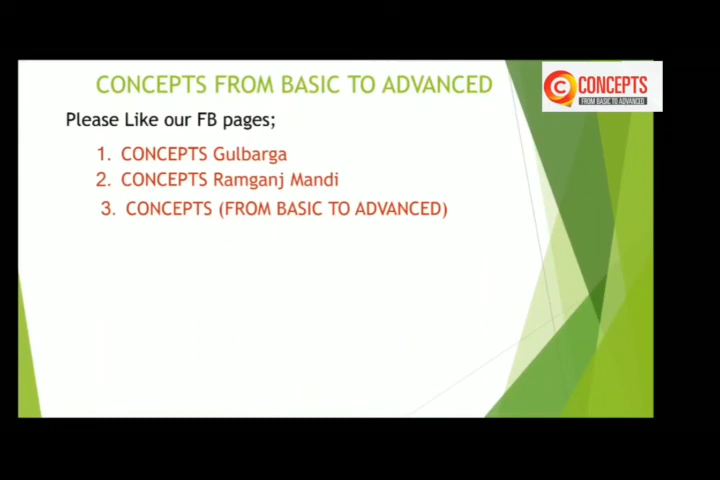 CONCEPTS FROM BASIC TO ADVANCED
C CONCEPTS
FROM BASIC TO ADVANCED
Please Like our FB pages;
1. CONCEPTS Gulbarga
2. CONCEPTS Ramganj Mandi
3. CONCEPTS (FROM BASIC TO ADVANCED)